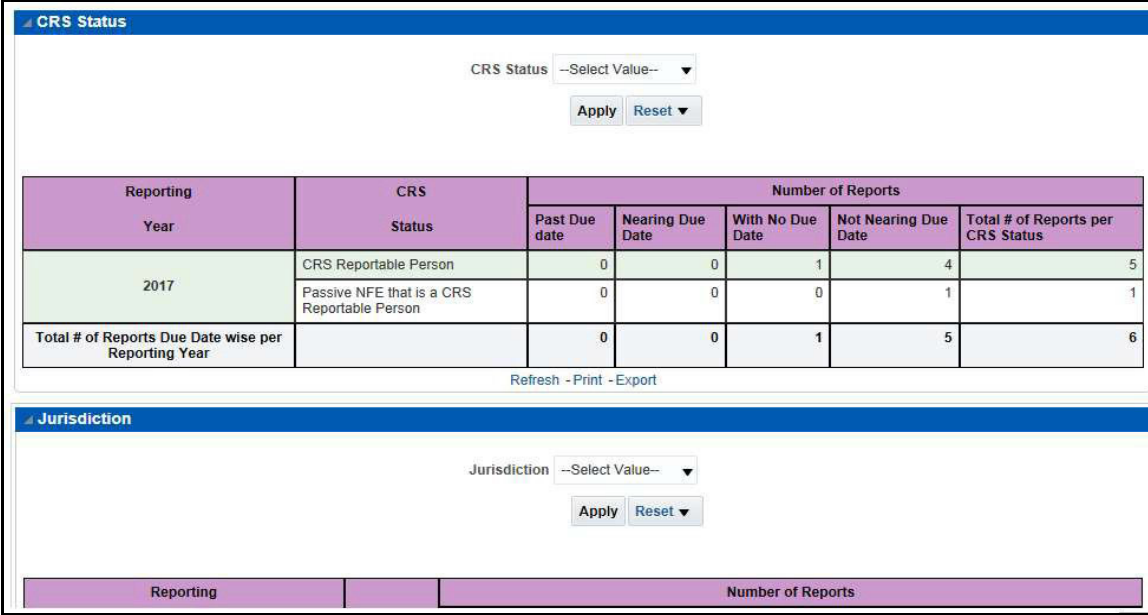 CRS Status
CRS Status --Select Value--
Apply Reset
Reporting CRS Number of Reports
Year Status Past Due date Nearing Due Date With No Due Date Not Nearing Due Date Total # of Reports per CRS Status
2017 CRS Reportable Person 0 0 1 4 5
Passive NFE that is a CRS Reportable Person 0 0 0 1 1
Total # of Reports Due Date wise per Reporting Year 0 0 1 5 6
Refresh - Print - Export
Jurisdiction
Jurisdiction --Select Value--
Apply Reset
Reporting Number of Reports